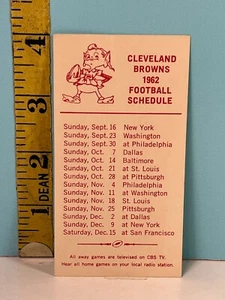 CLEVELAND
BROWNS
1962
FOOTBALL
SCHEDULE
Sunday, Sept. 16 New York
Sunday, Sept. 23 Washington
Sunday, Sept. 30 at Philadelphia
Sunday, Oct. 7 Dallas
Sunday, Oct. 14 Baltimore
Sunday, Oct. 21 at St. Louis
Sunday, Oct. 28 at Pittsburgh
Sunday, Nov. 4 Philadelphia
Sunday, Nov. 11 at Washington
Sunday, Nov. 18 St. Louis
Sunday, Nov. 25 Pittsburgh
Sunday, Dec. 2 at Dallas
Sunday, Dec. 9 at New York
Saturday, Dec. 15 at San Francisco
All away games are televised on CBS TV.
Hear all home games on your local radio station.
1
2
3
DEAN